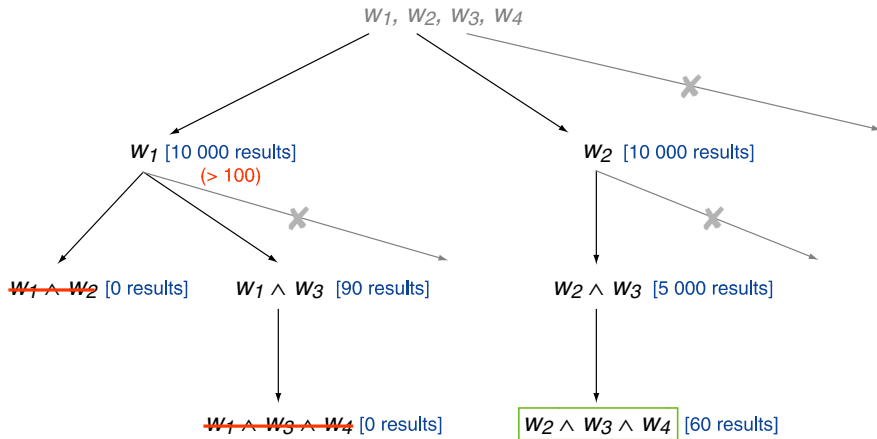 w1, w2, w3, w4
w1 [10 000 results]
(> 100)
w2 [10 000 results]
w1 ∧ w2 [0 results]
w1 ∧ w3 [90 results]
w2 ∧ w3 [5 000 results]
w1 ∧ w3 ∧ w4 [0 results]
w2 ∧ w3 ∧ w4 [60 results]